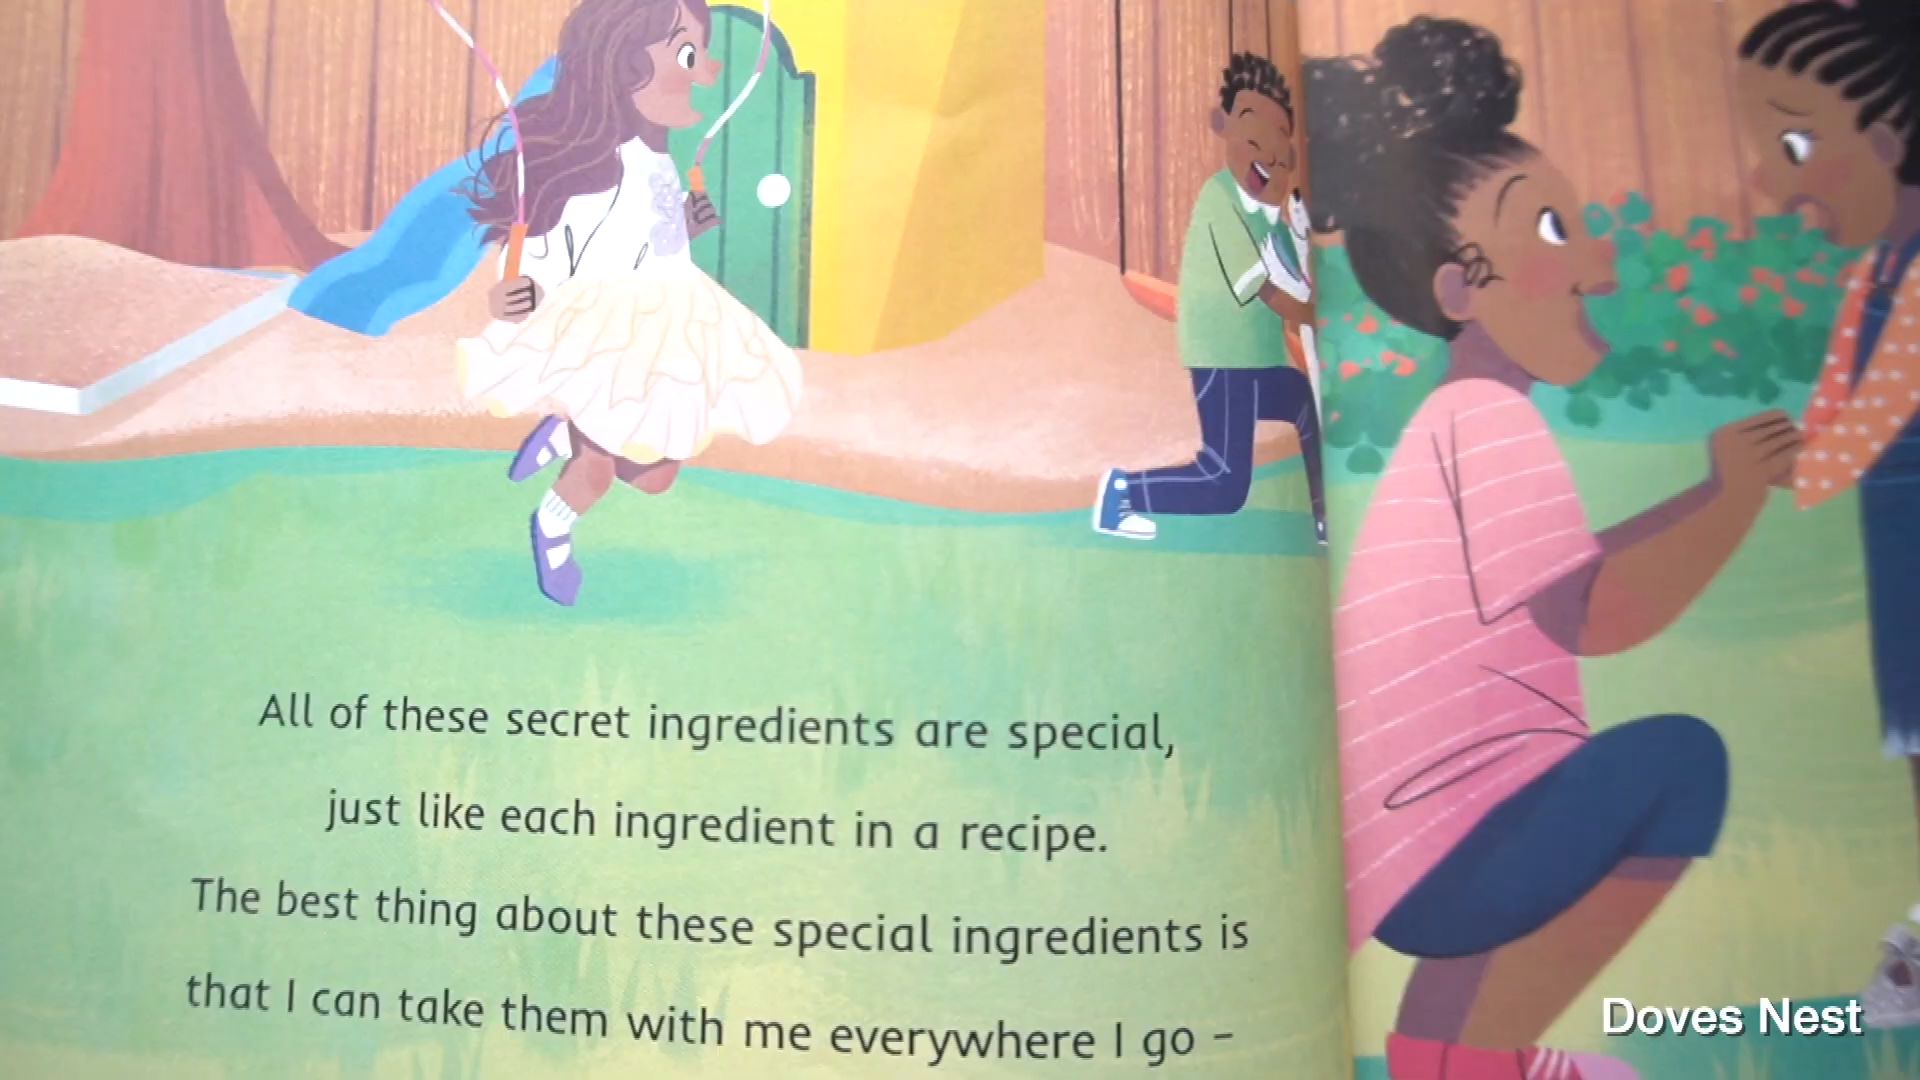 All of these secret ingredients are special,
just like each ingredient in a recipe.
The best thing about these special ingredients is
that I can take them with me everywhere I go –
Doves Nest